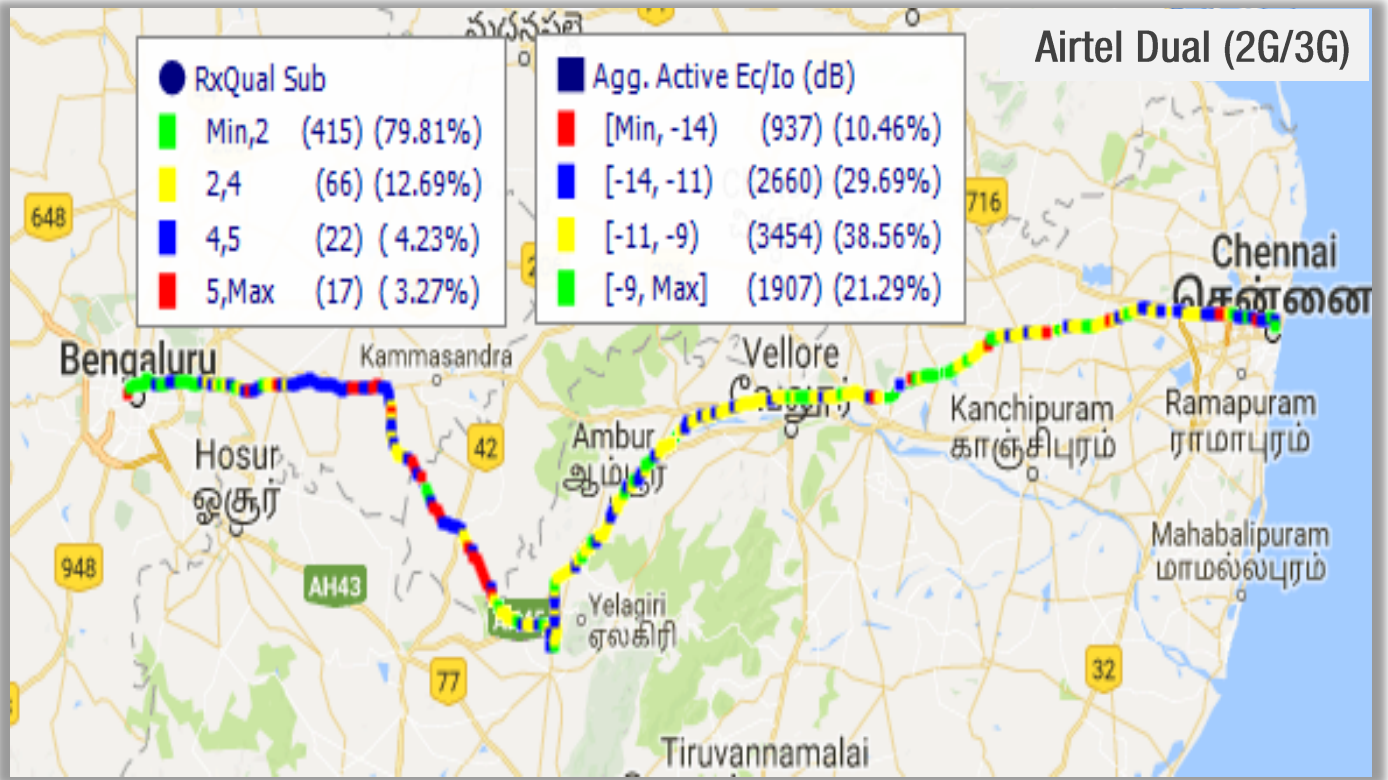 మదనపల్లె
Airtel Dual (2G/3G)
RxQual Sub
Min,2 (415) (79.81%)
2,4 (66) (12.69%)
4,5 (22) ( 4.23%)
5,Max (17) ( 3.27%)
Agg. Active Ec/Io (dB)
[Min, -14) (937) (10.46%)
[-14, -11) (2660) (29.69%)
[-11, -9) (3454) (38.56%)
[-9, Max] (1907) (21.29%)
648
716
Chennai
சென்னை
Bengaluru
Kammasandra
Vellore
வேலூர்
Kanchipuram
காஞ்சிபுரம்
Ramapuram
ராமாபுரம்
Hosur
ஓசூர்
42
Ambur
ஆம்பூர்
Mahabalipuram
மாமல்லபுரம்
948
AH43
Yelagiri
ஏலகிரி
77
32
Tiruvannamalai